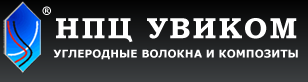 ® НПЦ УВИКОМ
УГЛЕРОДНЫЕ ВОЛОКНА И КОМПОЗИТЫ